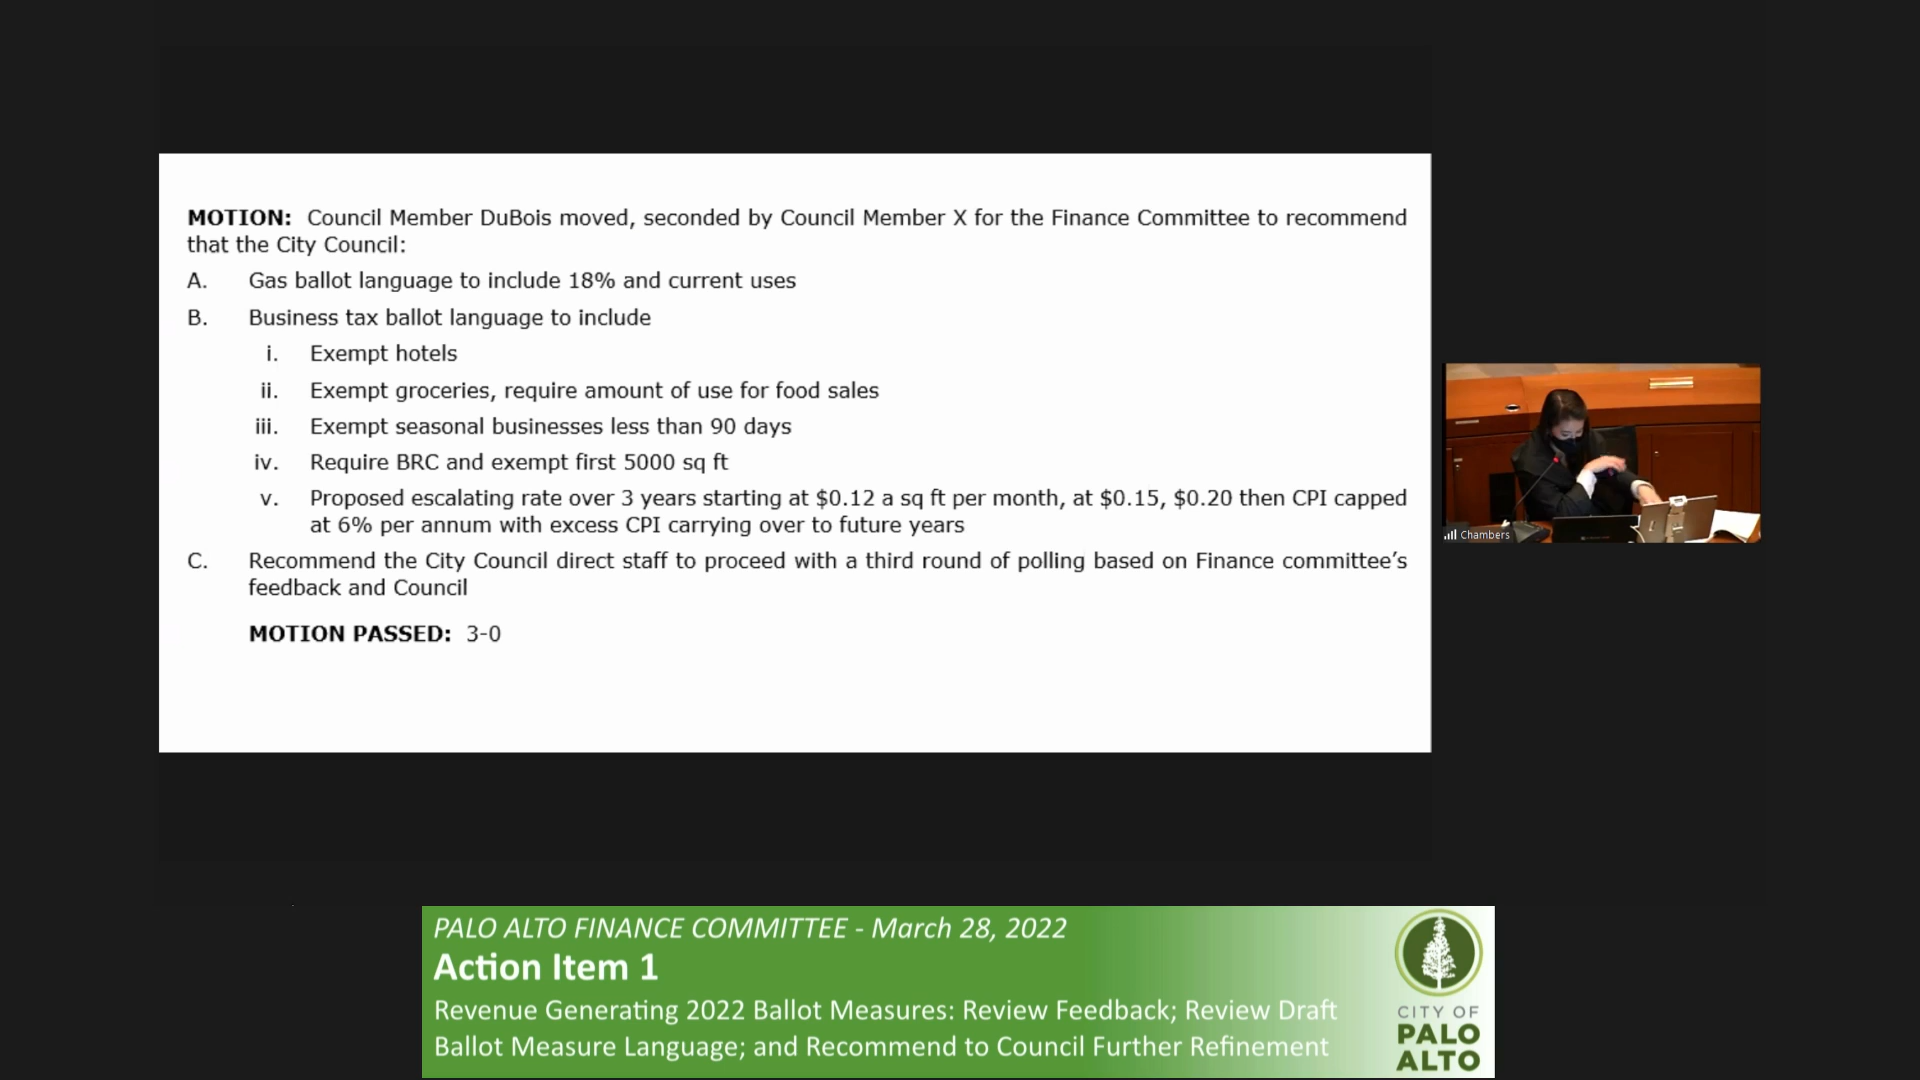 MOTION: Council Member DuBois moved, seconded by Council Member X for the Finance Committee to recommend
that the City Council:
A. Gas ballot language to include 18% and current uses
B. Business tax ballot language to include
i. Exempt hotels
ii. Exempt groceries, require amount of use for food sales
iii. Exempt seasonal businesses less than 90 days
iv. Require BRC and exempt first 5000 sq ft
v. Proposed escalating rate over 3 years starting at $0.12 a sq ft per month, at $0.15, $0.20 then CPI capped
at 6% per annum with excess CPI carrying over to future years
C. Recommend the City Council direct staff to proceed with a third round of polling based on Finance committee’s
feedback and Council
MOTION PASSED: 3-0
Chambers
PALO ALTO FINANCE COMMITTEE - March 28, 2022
Action Item 1
Revenue Generating 2022 Ballot Measures: Review Feedback; Review Draft
Ballot Measure Language; and Recommend to Council Further Refinement
CITY OF
PALO
ALTO